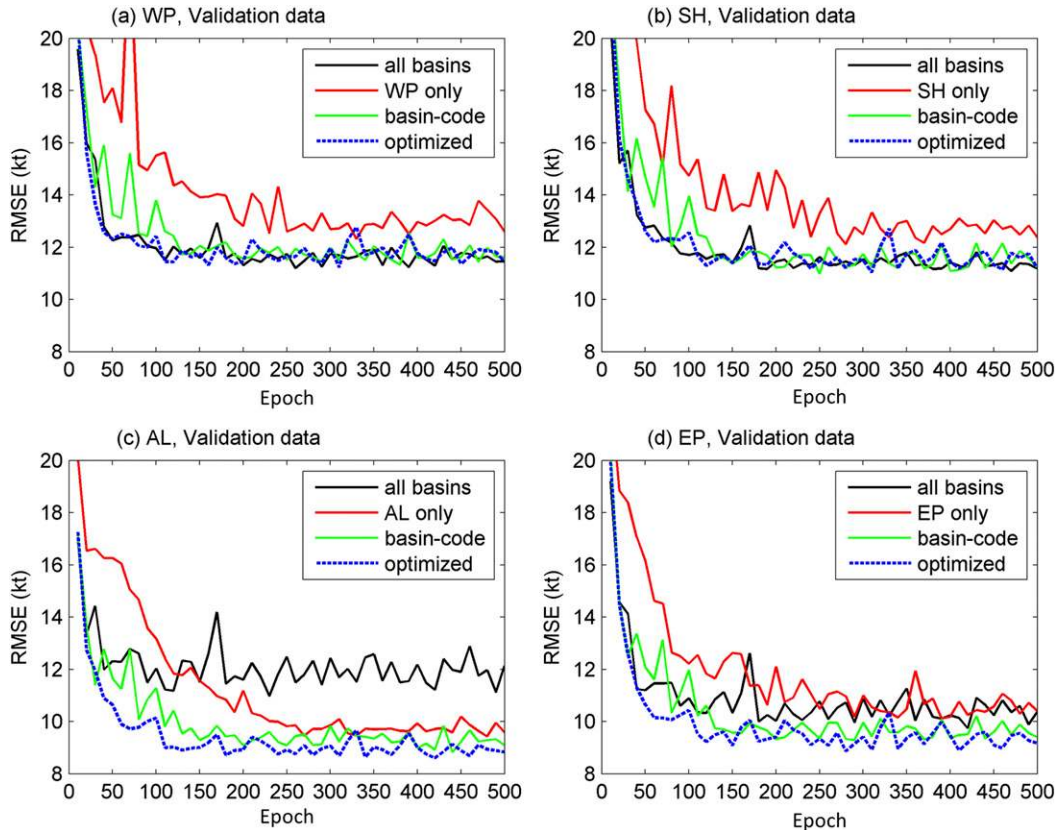 (a) WP, Validation data
20
18
16
14
12
10
8
RMSE (kt)
all basins
WP only
basin-code
optimized
0 50 100 150 200 250 300 350 400 450 500
Epoch
(b) SH, Validation data
20
18
16
14
12
10
8
RMSE (kt)
all basins
SH only
basin-code
optimized
0 50 100 150 200 250 300 350 400 450 500
Epoch
(c) AL, Validation data
20
18
16
14
12
10
8
RMSE (kt)
all basins
AL only
basin-code
optimized
0 50 100 150 200 250 300 350 400 450 500
Epoch
(d) EP, Validation data
20
18
16
14
12
10
8
RMSE (kt)
all basins
EP only
basin-code
optimized
0 50 100 150 200 250 300 350 400 450 500
Epoch